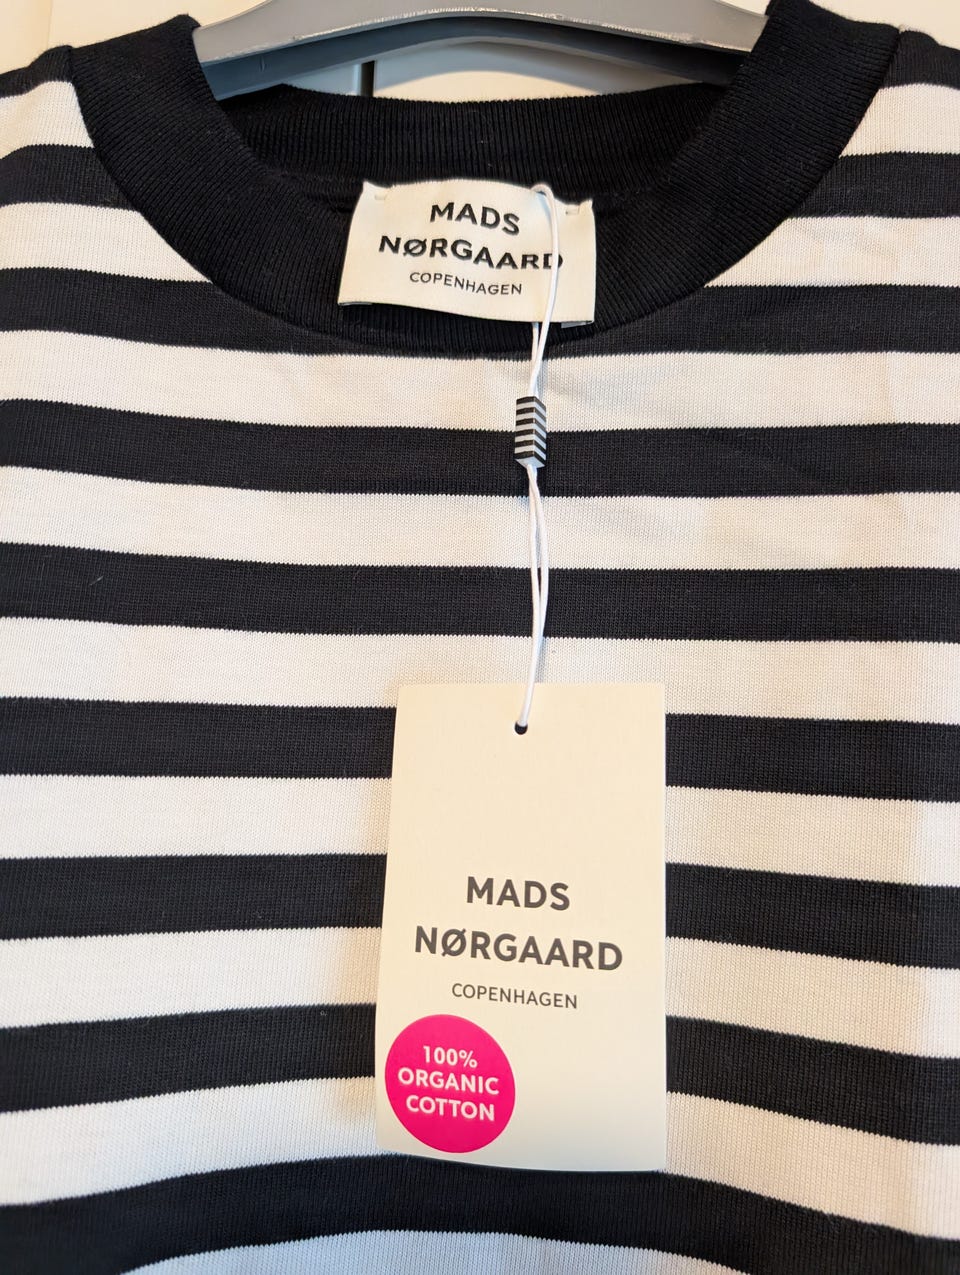 MADS
NØRGAARD
COPENHAGEN
MADS
NØRGAARD
COPENHAGEN
100%
ORGANIC
COTTON